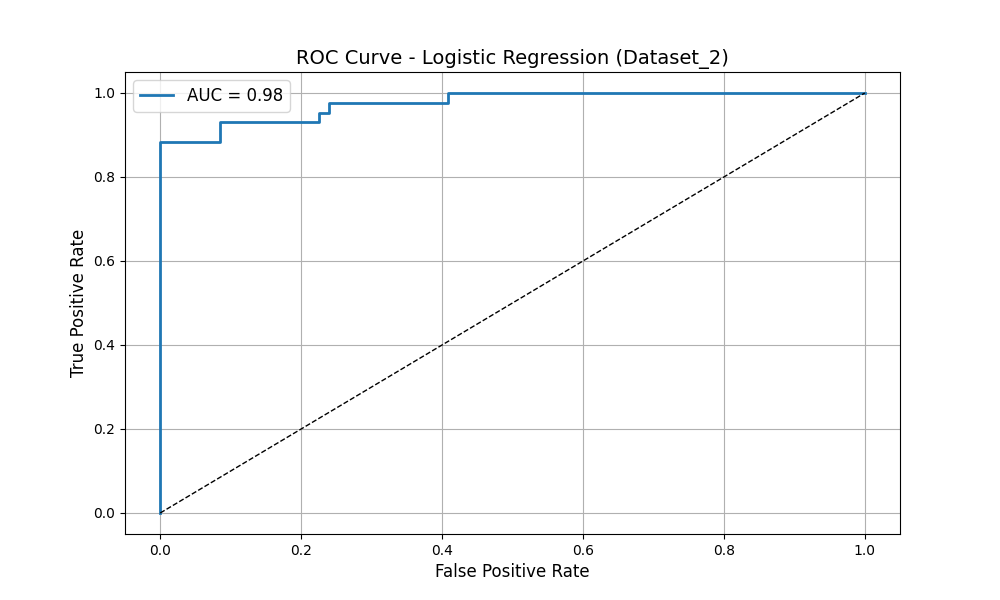 ROC Curve - Logistic Regression (Dataset_2)
AUC = 0.98
True Positive Rate
1.0
0.8
0.6
0.4
0.2
0.0
0.0 0.2 0.4 0.6 0.8 1.0
False Positive Rate